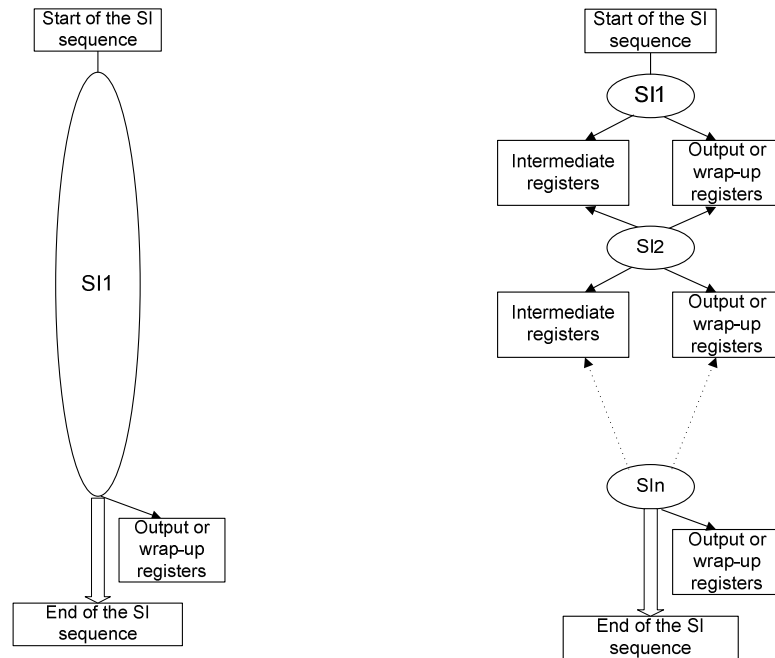 Start of the SI
sequence
SI1
Output or
wrap-up
registers
End of the SI
sequence
Start of the SI
sequence
SI1
Intermediate
registers
Output or
wrap-up
registers
SI2
Intermediate
registers
Output or
wrap-up
registers
SIn
Output or
wrap-up
registers
End of the SI
sequence